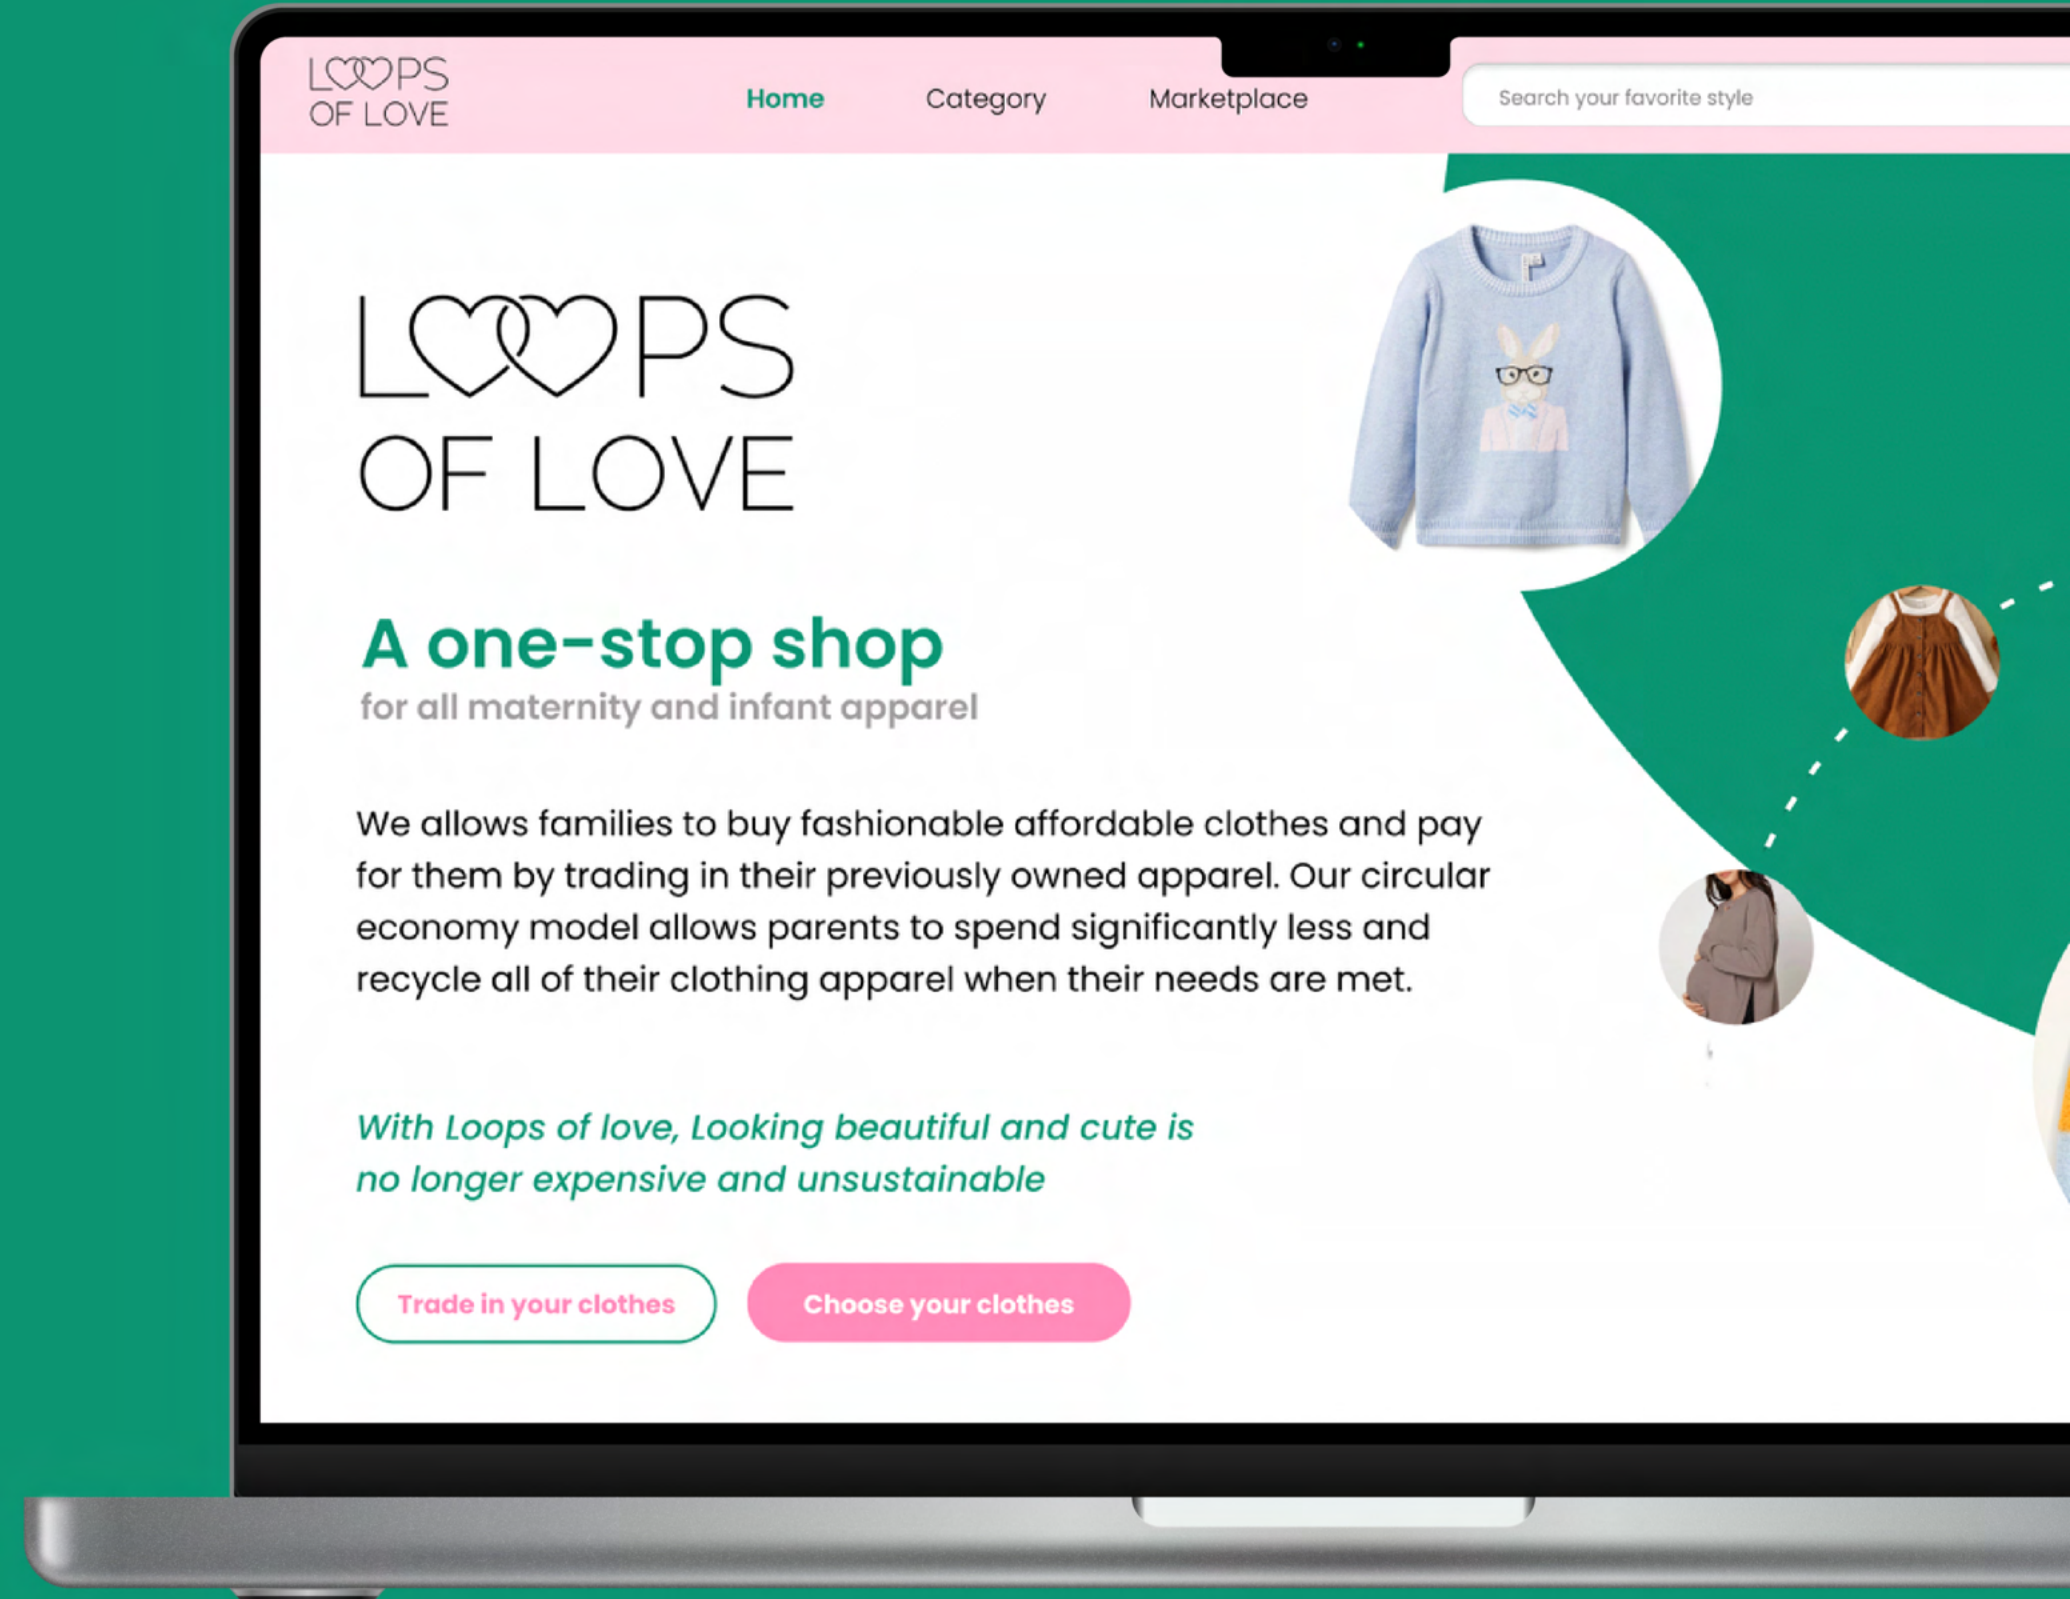 LOOPS
OF LOVE
Home
Category
Marketplace
Search your favorite style
LOOPS
OF LOVE
A one-stop shop
for all maternity and infant apparel
We allows families to buy fashionable affordable clothes and pay
for them by trading in their previously owned apparel. Our circular
economy model allows parents to spend significantly less and
recycle all of their clothing apparel when their needs are met.
With Loops of love, Looking beautiful and cute is
no longer expensive and unsustainable
Trade in your clothes
Choose your clothes